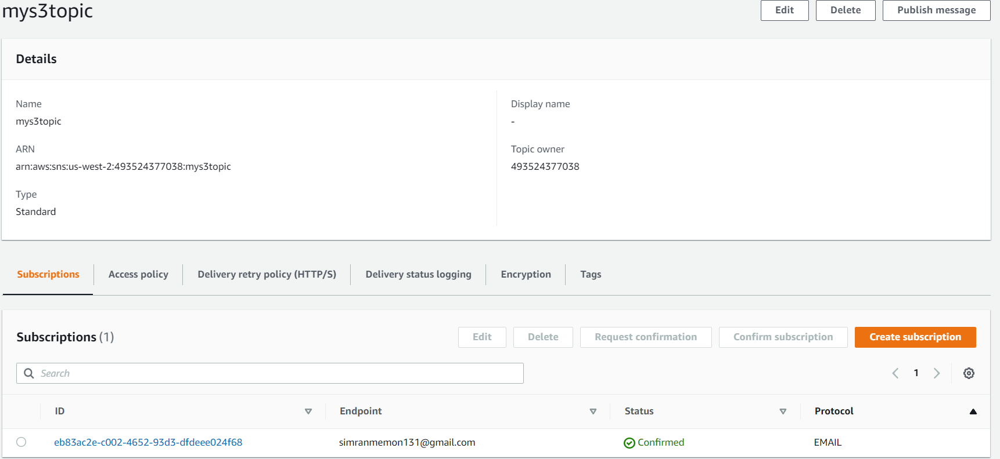 mys3topic
Edit
Delete
Publish message
Details
Name
mys3topic
Display name
-
ARN
arn:aws:sns:us-west-2:493524377038:mys3topic
Topic owner
493524377038
Type
Standard
Subscriptions
Access policy
Delivery retry policy (HTTP/S)
Delivery status logging
Encryption
Tags
Subscriptions (1)
Edit
Delete
Request confirmation
Confirm subscription
Create subscription
Search
1
ID
Endpoint
Status
Protocol
eb83ac2e-c002-4652-93d3-dfdeee024f68
simranmemon131@gmail.com
Confirmed
EMAIL